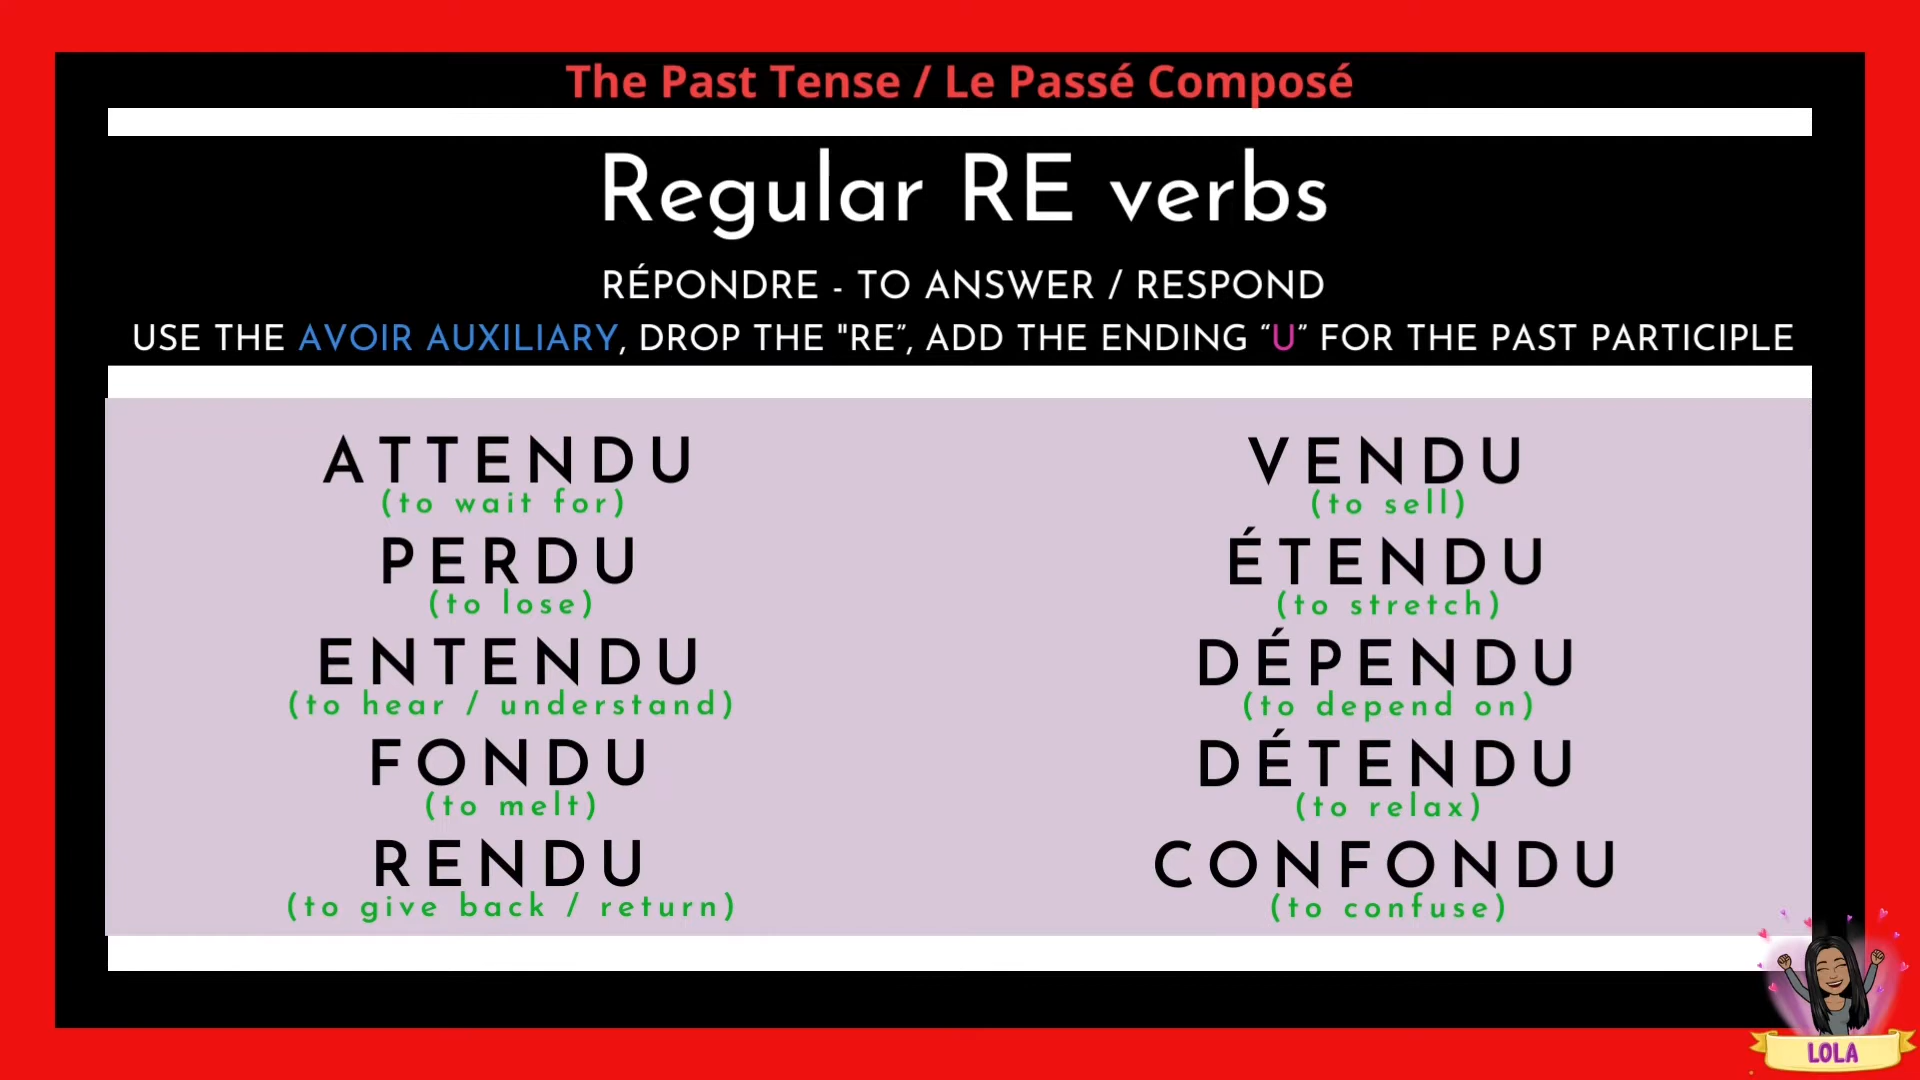 The Past Tense / Le Passé Composé
Regular RE verbs
RÉPONDRE - TO ANSWER / RESPOND
USE THE AVOIR AUXILIARY, DROP THE "RE”, ADD THE ENDING “U” FOR THE PAST PARTICIPLE
ATTENDU
(to wait for)
PERDU
(to lose)
ENTENDU
(to hear / understand)
FONDU
(to melt)
RENDU
(to give back / return)
VENDU
(to sell)
ÉTENDU
(to stretch)
DÉPENDU
(to depend on)
DÉTENDU
(to relax)
CONFONDU
(to confuse)
LOLA